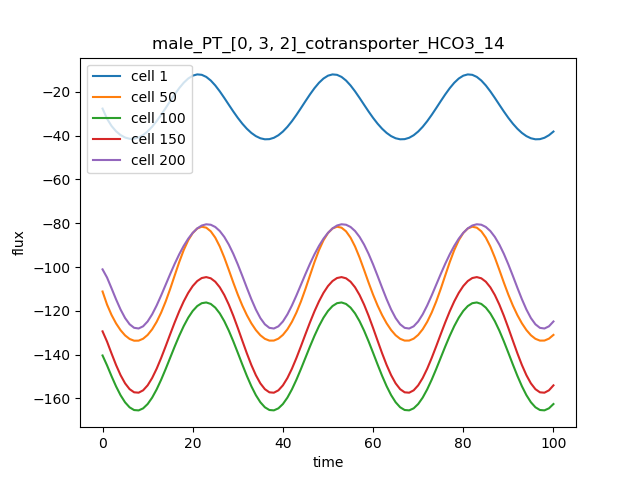 male_PT_[0, 3, 2]_cotransporter_HCO3_14
cell 1
cell 50
cell 100
cell 150
cell 200
flux
−20
−40
−60
−80
−100
−120
−140
−160
0 20 40 60 80 100
time